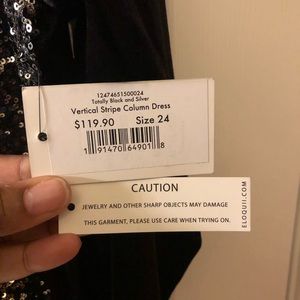 12474651500024
Totally Black and Silver
Vertical Stripe Column Dress
$119.90 Size 24
1 91470 64901 8
CAUTION
JEWELRY AND OTHER SHARP OBJECTS MAY DAMAGE
THIS GARMENT, PLEASE USE CARE WHEN TRYING ON.
ELOQUII.COM